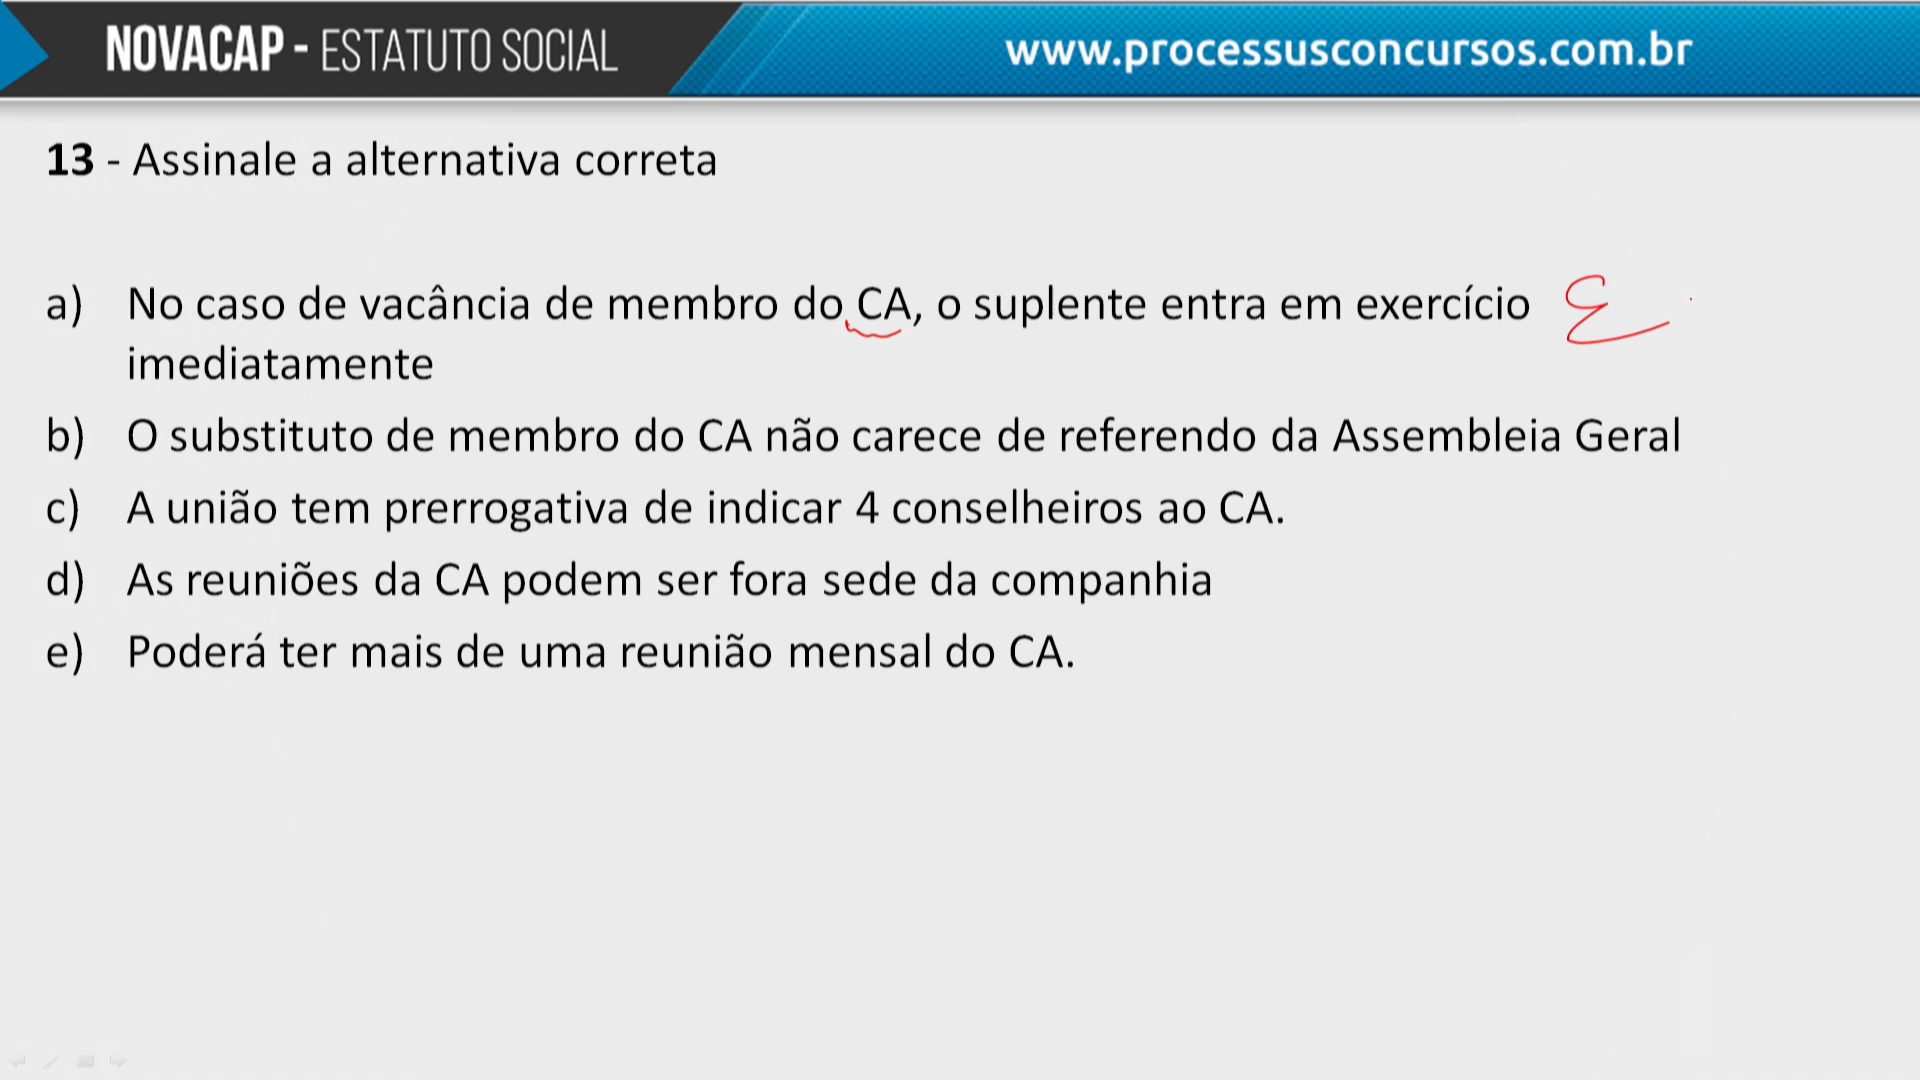 NOVACAP - ESTATUTO SOCIAL
www.processusconcursos.com.br
13 - Assinale a alternativa correta
a) No caso de vacância de membro do CA, o suplente entra em exercício E
imediatamente
b) O substituto de membro do CA não carece de referendo da Assembleia Geral
c) A união tem prerrogativa de indicar 4 conselheiros ao CA.
d) As reuniões da CA podem ser fora sede da companhia
e) Poderá ter mais de uma reunião mensal do CA.